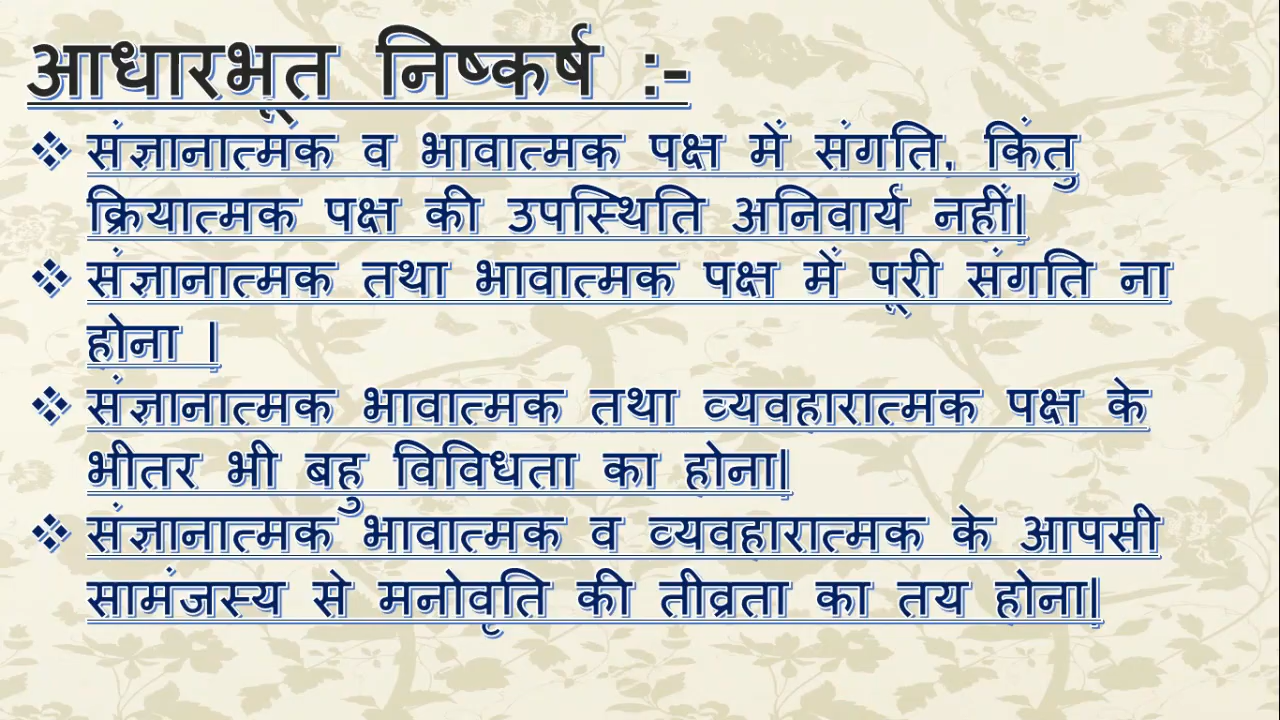 आधारभूत निष्कर्ष :-
❖ संज्ञानात्मक व भावात्मक पक्ष में संगति, किंतु
क्रियात्मक पक्ष की उपस्थिति अनिवार्य नहीं|
❖ संज्ञानात्मक तथा भावात्मक पक्ष में पूरी संगति ना
होना |
❖ संज्ञानात्मक भावात्मक तथा व्यवहारात्मक पक्ष के
भीतर भी बहु विविधता का होना|
❖ संज्ञानात्मक भावात्मक व व्यवहारात्मक के आपसी
सामंजस्य से मनोवृति की तीव्रता का तय होना|